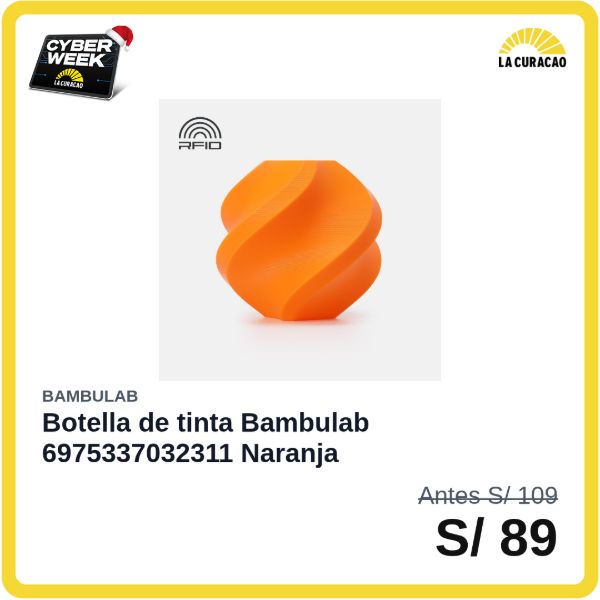 CYBER
WEEK
LA CURACAO
LA CURACAO
RFID
BAMBULAB
Botella de tinta Bambulab
6975337032311 Naranja
Antes S/ 109
S/ 89